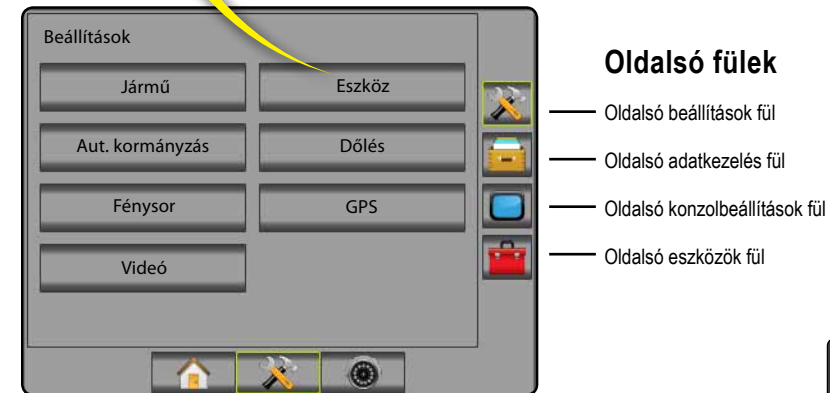 Beállítások
Jármű
Eszköz
Aut. kormányzás
Dőlés
Fénysor
GPS
Videó
Oldalsó fülek
Oldalsó beállítások fül
Oldalsó adatkezelés fül
Oldalsó konzolbeállítások fül
Oldalsó eszközök fül